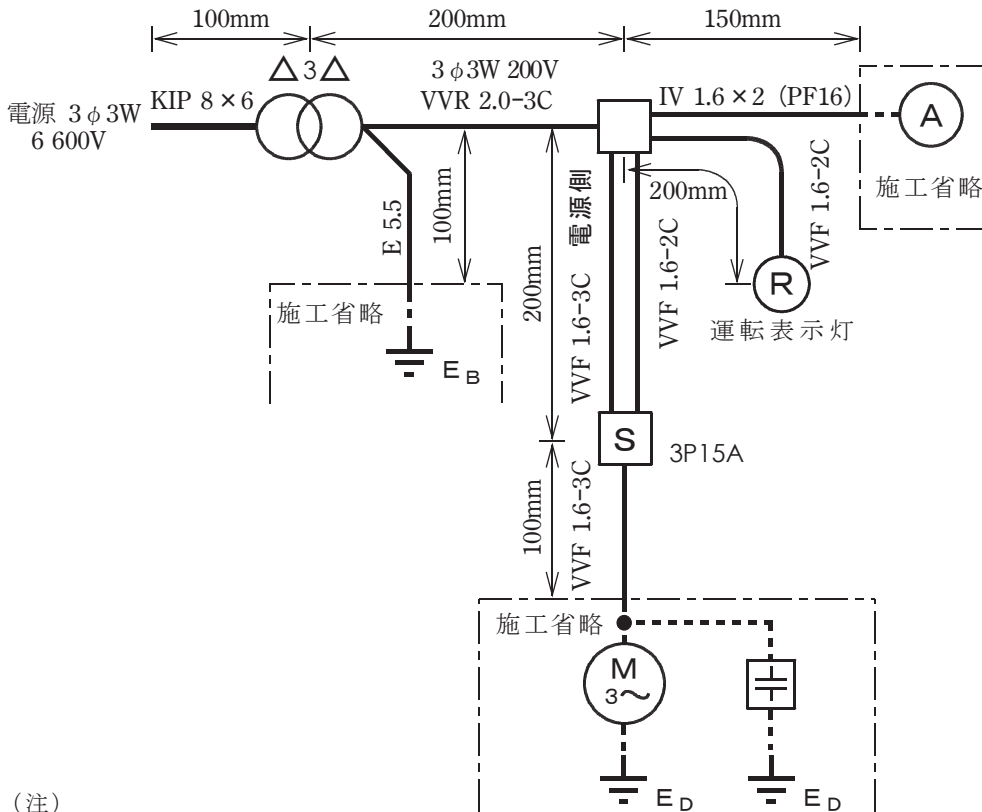 100mm
200mm
150mm
電源 3φ3W
6 600V
KIP 8×6
△ 3 △
3φ3W 200V
VVR 2.0-3C
IV 1.6×2 (PF16)
A
施工省略
E 5.5
100mm
200mm
電源側
VVF 1.6-3C
VVF 1.6-2C
200mm
VVF 1.6-2C
R
運転表示灯
施工省略
EB
S
3P15A
100mm
VVF 1.6-3C
施工省略
M
3〜
ED
ED
(注)